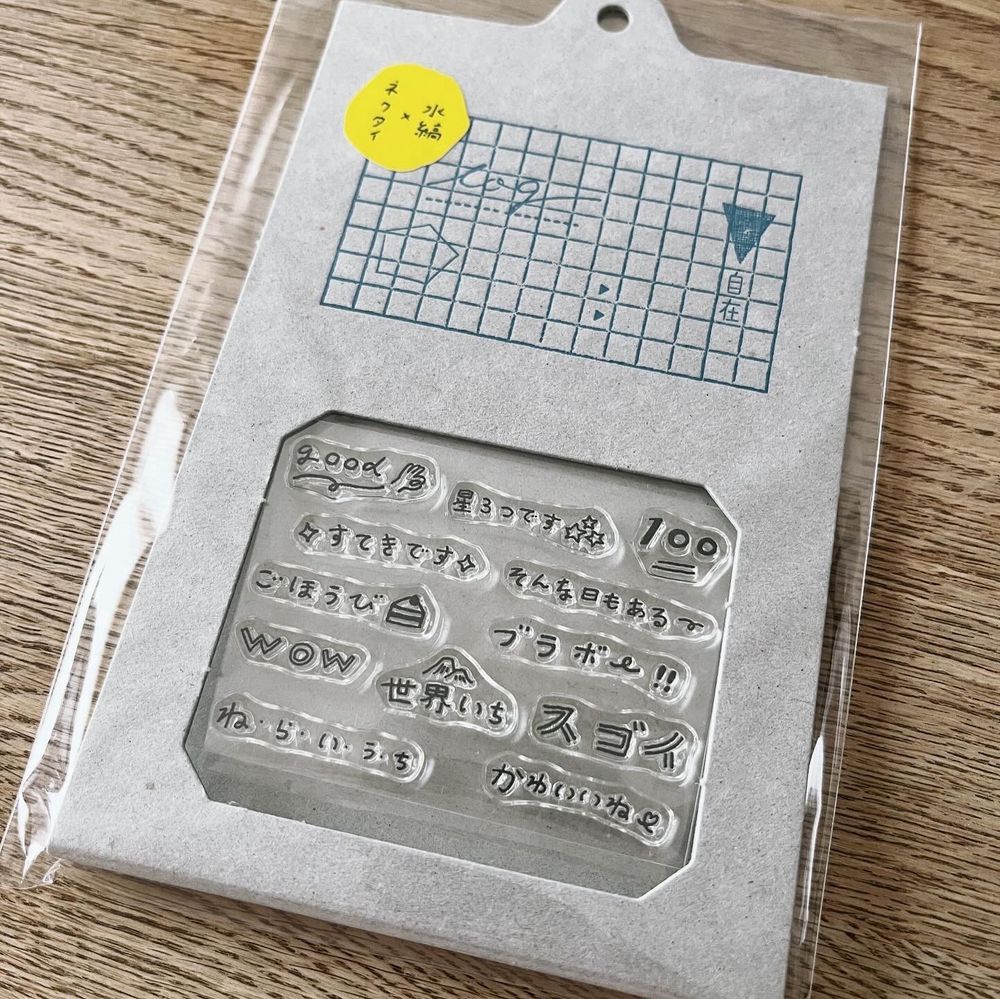 水縞
×
ネクタイ
log
自在
good
星3つです
100
すてきです
そんな日もある
ごほうび
ブラボー!!
WOW
世界いち
スゴイ
ね・ら・い・う・ち
かわいいね